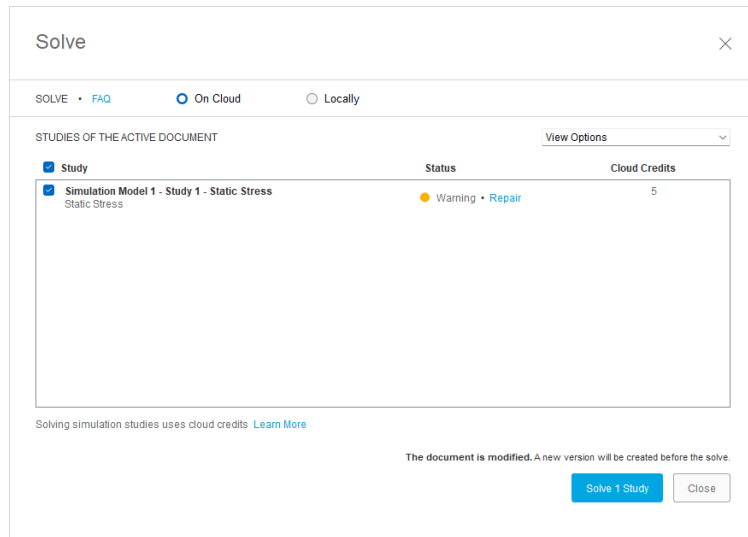 Solve
SOLVE • FAQ On Cloud Locally
STUDIES OF THE ACTIVE DOCUMENT View Options
Study Status Cloud Credits
Simulation Model 1 - Study 1 - Static Stress
Static Stress Warning • Repair 5
Solving simulation studies uses cloud credits Learn More
The document is modified. A new version will be created before the solve.
Solve 1 Study Close